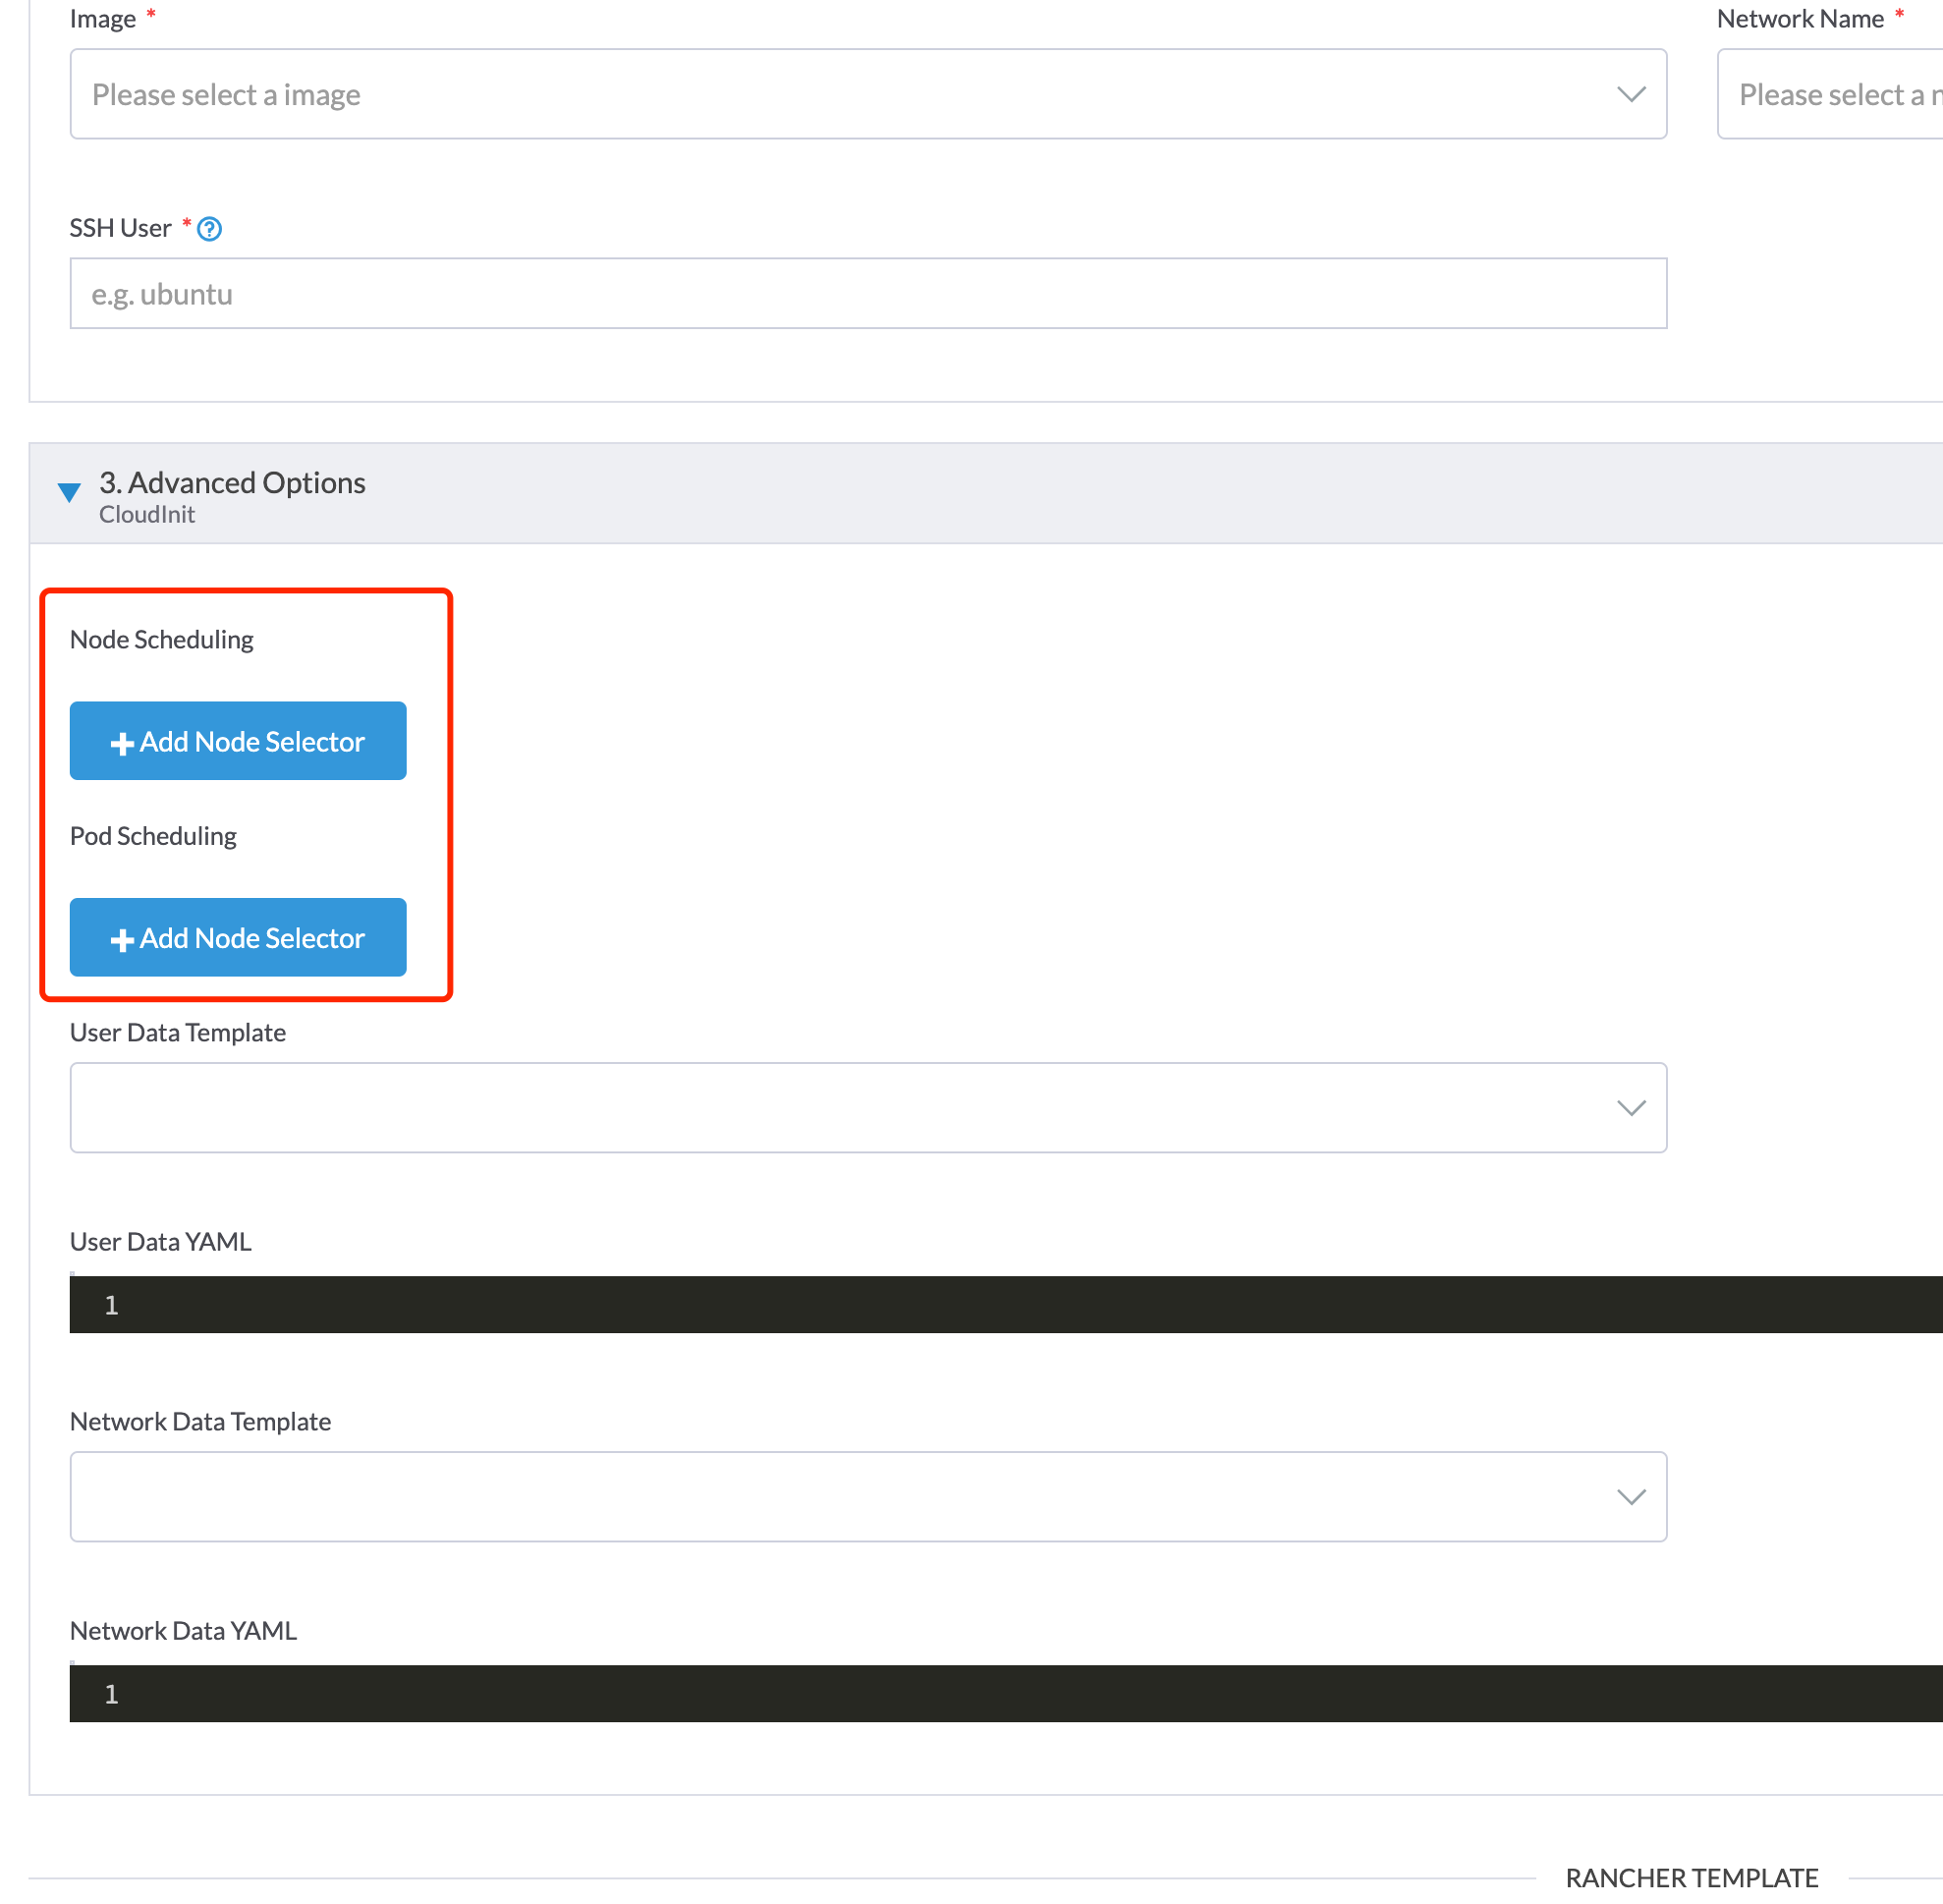 Image *
Network Name *
Please select a image
Please select a n
SSH User *
e.g. ubuntu
3. Advanced Options
CloudInit
Node Scheduling
Add Node Selector
Pod Scheduling
Add Node Selector
User Data Template
User Data YAML
1
Network Data Template
Network Data YAML
1
RANCHER TEMPLATE